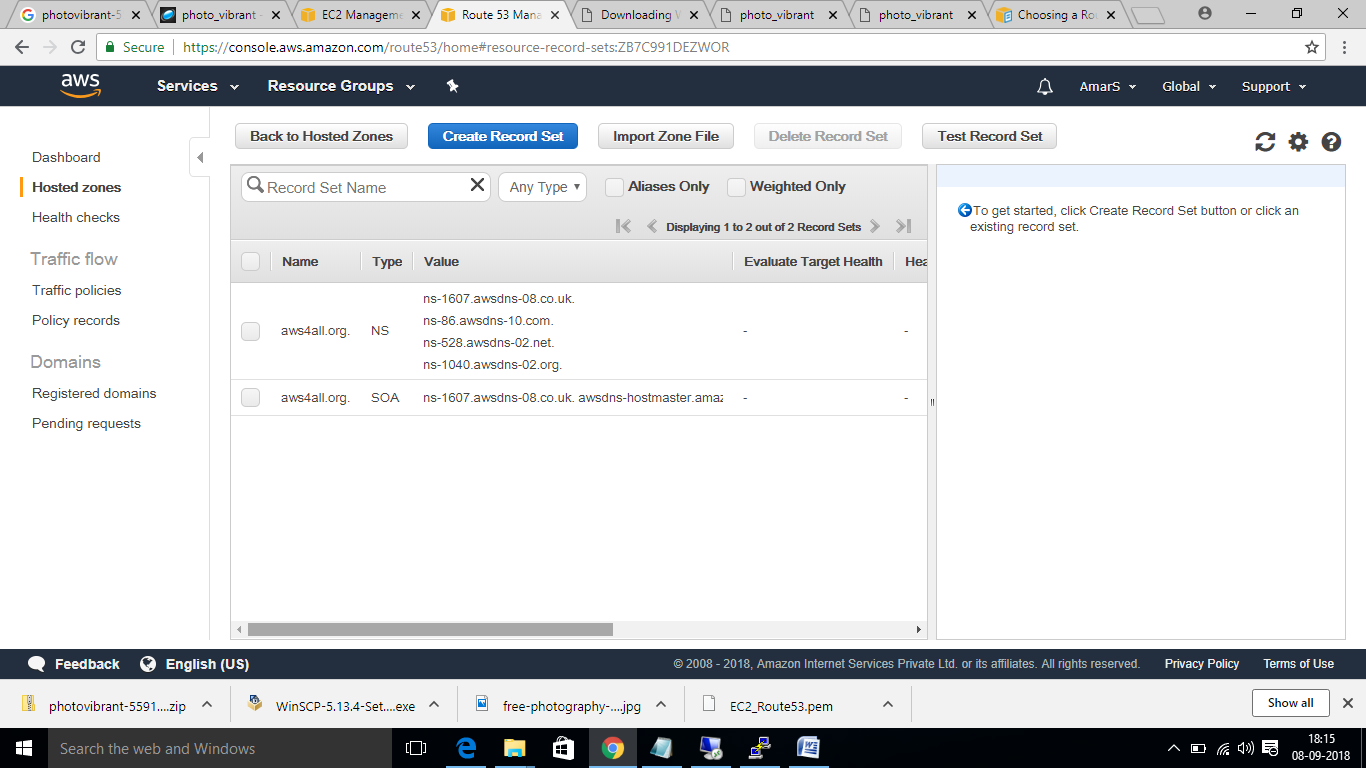 photovibrant-5
photo_vibrant -
EC2 Manageme
Route 53 Mana
Downloading W
photo_vibrant
photo_vibrant
Choosing a Rou
Secure https://console.aws.amazon.com/route53/home#resource-record-sets:ZB7C991DEZWOR
aws Services Resource Groups AmarS Global Support
Back to Hosted Zones Create Record Set Import Zone File Delete Record Set Test Record Set
Dashboard
Hosted zones
Health checks
Traffic flow
Traffic policies
Policy records
Domains
Registered domains
Pending requests
Record Set Name Any Type Aliases Only Weighted Only
Displaying 1 to 2 out of 2 Record Sets
Name Type Value Evaluate Target Health Hea
ns-1607.awsdns-08.co.uk.
ns-86.awsdns-10.com.
aws4all.org. NS - -
ns-528.awsdns-02.net.
ns-1040.awsdns-02.org.
aws4all.org. SOA ns-1607.awsdns-08.co.uk. awsdns-hostmaster.amaz - -
To get started, click Create Record Set button or click an
existing record set.
Feedback English (US) © 2008 - 2018, Amazon Internet Services Private Ltd. or its affiliates. All rights reserved. Privacy Policy Terms of Use
photovibrant-5591....zip WinSCP-5.13.4-Set....exe free-photography-....jpg EC2_Route53.pem Show all
Search the web and Windows
18:15
08-09-2018